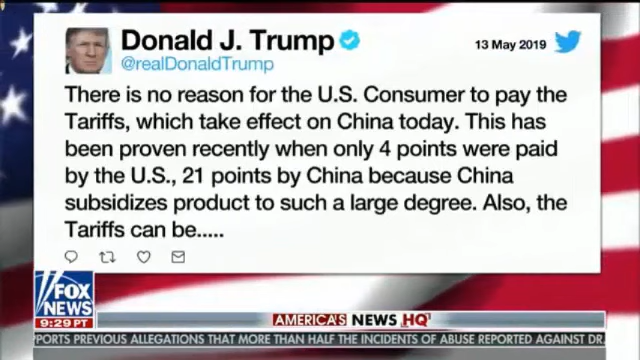 Donald J. Trump
@realDonaldTrump
13 May 2019
There is no reason for the U.S. Consumer to pay the
Tariffs, which take effect on China today. This has
been proven recently when only 4 points were paid
by the U.S., 21 points by China because China
subsidizes product to such a large degree. Also, the
Tariffs can be.....
FOX
NEWS
9:29 PT
AMERICA'S NEWS HQ
PORTS PREVIOUS ALLEGATIONS THAT MORE THAN HALF THE INCIDENTS OF ABUSE REPORTED AGAINST DR